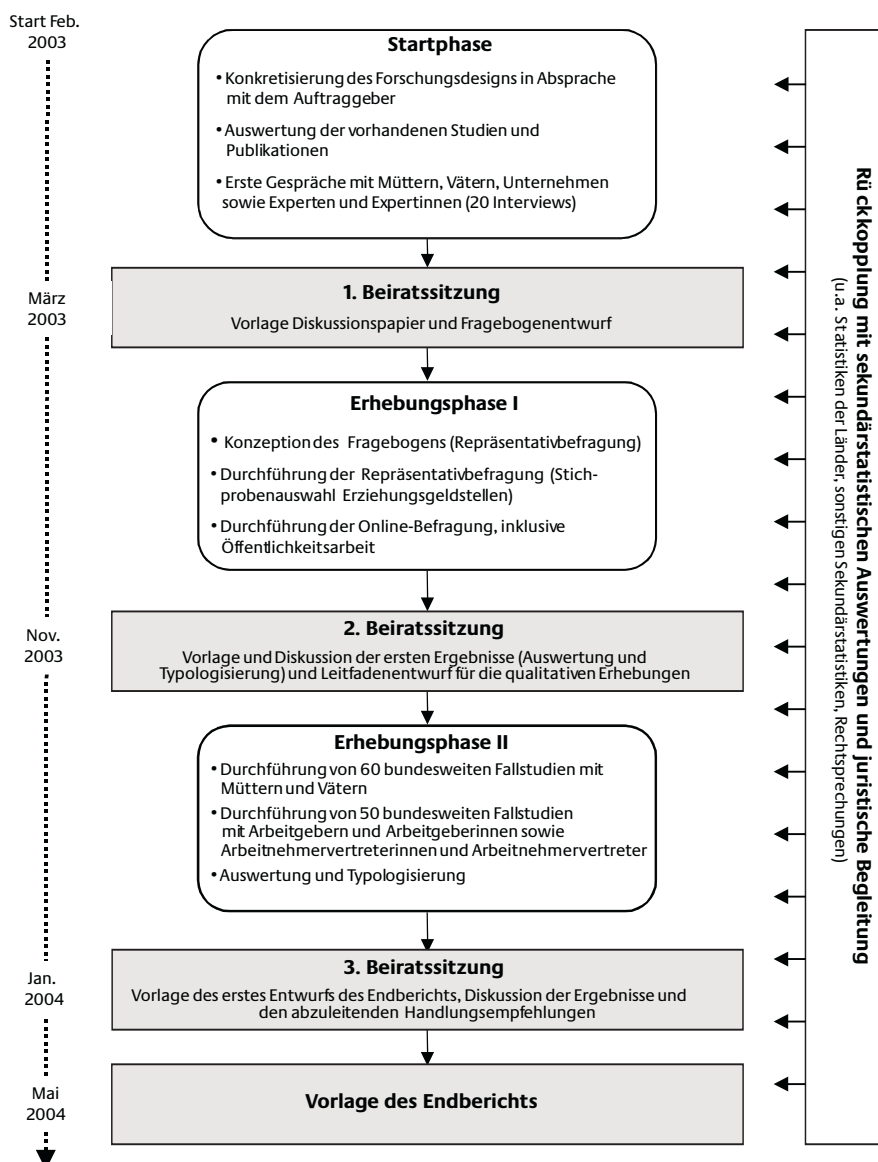 Start Feb.
2003
Startphase
• Konkretisierung des Forschungsdesigns in Absprache
mit dem Auftraggeber
• Auswertung der vorhandenen Studien und
Publikationen
• Erste Gespräche mit Müttern, Vätern, Unternehmen
sowie Experten und Expertinnen (20 Interviews)
März
2003
1. Beiratssitzung
Vorlage Diskussionspapier und Fragebogenentwurf
Erhebungsphase I
• Konzeption des Fragebogens (Repräsentativbefragung)
• Durchführung der Repräsentativbefragung (Stich-
probenauswahl Erziehungsgeldstellen)
• Durchführung der Online-Befragung, inklusive
Öffentlichkeitsarbeit
Nov.
2003
2. Beiratssitzung
Vorlage und Diskussion der ersten Ergebnisse (Auswertung und
Typologisierung) und Leitfadenentwurf für die qualitativen Erhebungen
Erhebungsphase II
• Durchführung von 60 bundesweiten Fallstudien mit
Müttern und Vätern
• Durchführung von 50 bundesweiten Fallstudien
mit Arbeitgebern und Arbeitgeberinnen sowie
Arbeitnehmervertreterinnen und Arbeitnehmervertreter
• Auswertung und Typologisierung
Jan.
2004
3. Beiratssitzung
Vorlage des erstes Entwurfs des Endberichts, Diskussion der Ergebnisse und
den abzuleitenden Handlungsempfehlungen
Mai
2004
Vorlage des Endberichts
Rückkopplung mit sekundärstatistischen Auswertungen und juristische Begleitung
(u.a. Statistiken der Länder, sonstigen Sekundärstatistiken, Rechtsprechungen)